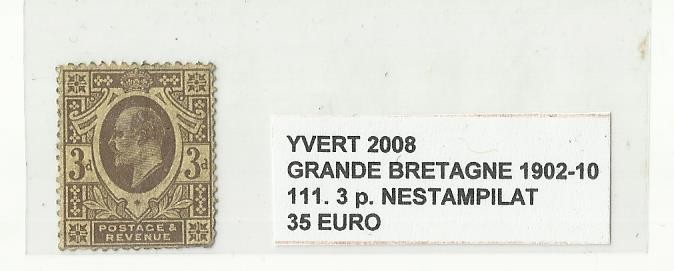 3d 3d
POSTAGE &
REVENUE
YVERT 2008
GRANDE BRETAGNE 1902-10
111. 3 p. NESTAMPILAT
35 EURO